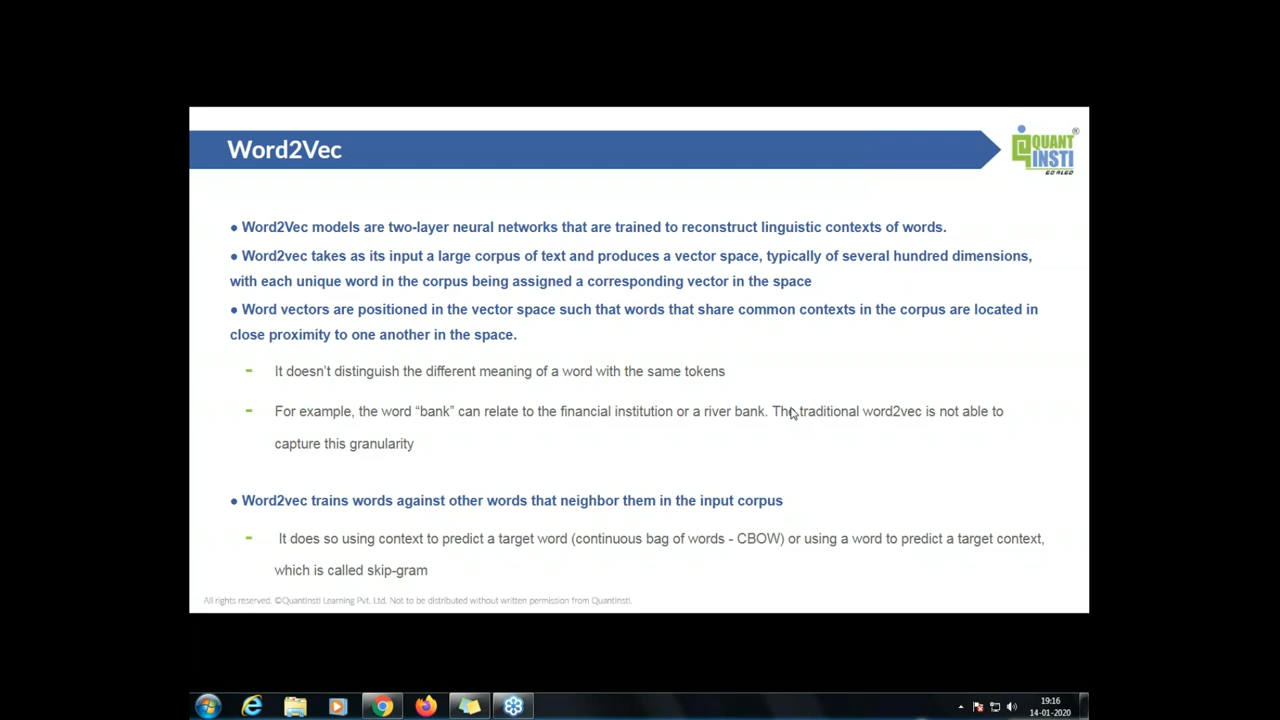 Word2Vec
QUANT
INSTI
GO ALGO
● Word2Vec models are two-layer neural networks that are trained to reconstruct linguistic contexts of words.
● Word2vec takes as its input a large corpus of text and produces a vector space, typically of several hundred dimensions,
with each unique word in the corpus being assigned a corresponding vector in the space
● Word vectors are positioned in the vector space such that words that share common contexts in the corpus are located in
close proximity to one another in the space.
- It doesn't distinguish the different meaning of a word with the same tokens
- For example, the word “bank” can relate to the financial institution or a river bank. The traditional word2vec is not able to
capture this granularity
● Word2vec trains words against other words that neighbor them in the input corpus
- It does so using context to predict a target word (continuous bag of words - CBOW) or using a word to predict a target context,
which is called skip-gram
All rights reserved. ©QuantInsti Learning Pvt. Ltd. Not to be distributed without written permission from QuantInsti.
19:16
14-01-2020